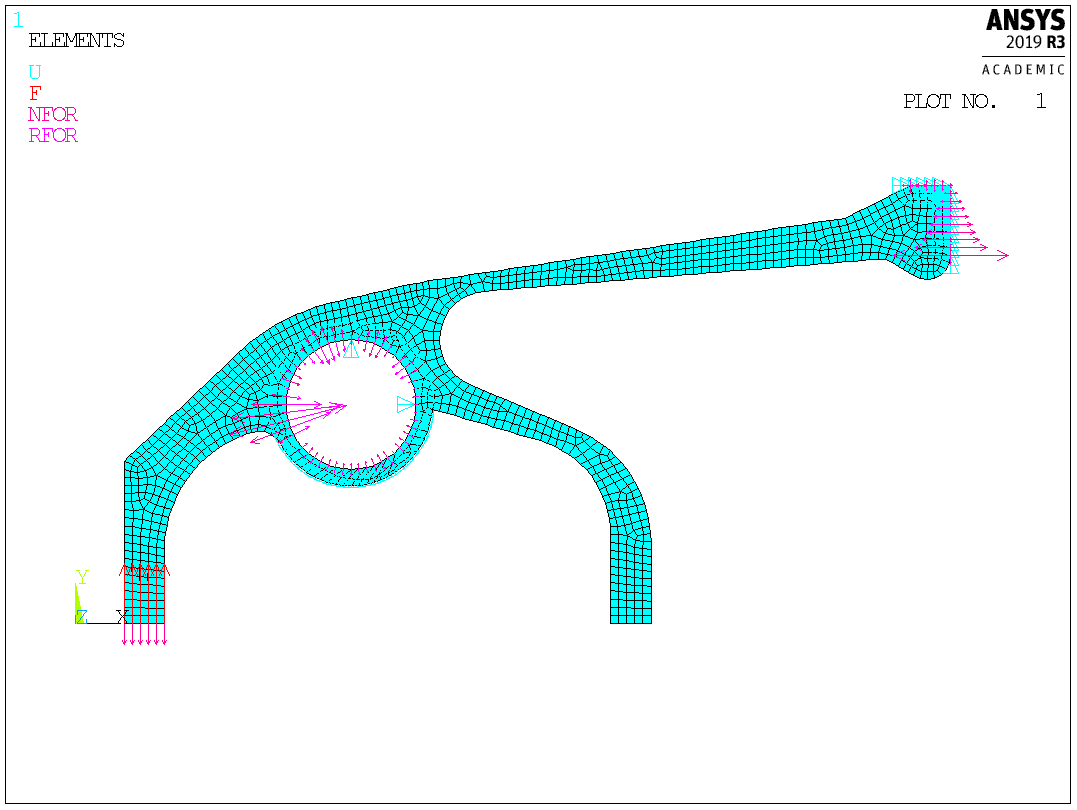 1
ELEMENTS
U
F
NFOR
RFOR
ANSYS
2019 R3
ACADEMIC
PLOT NO. 1
Y
Z X